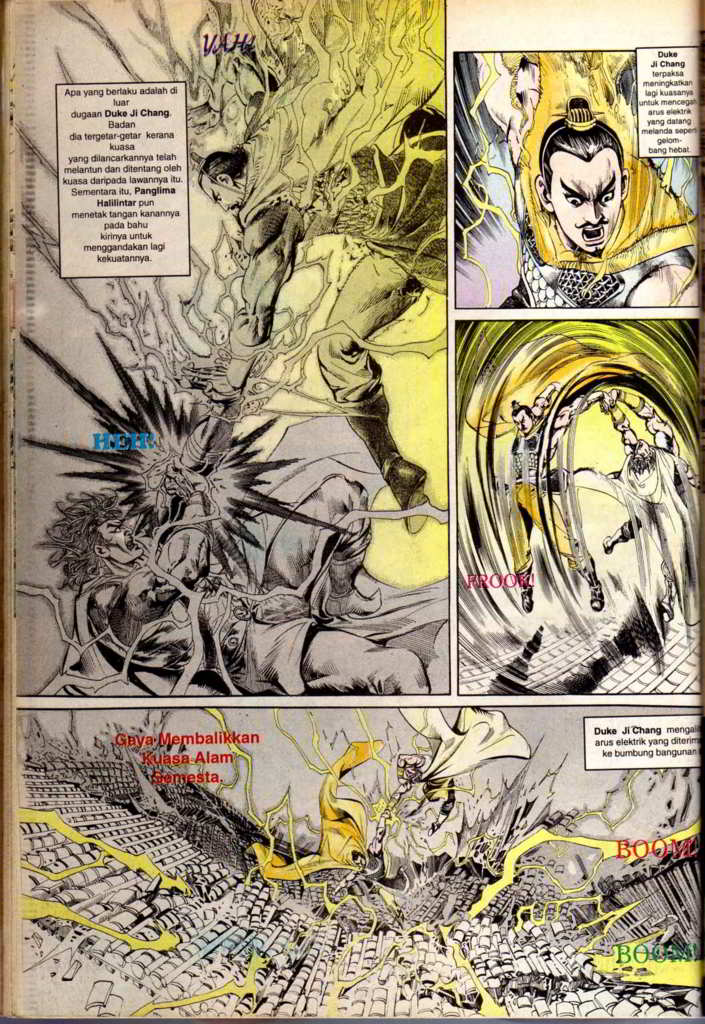 YAH!
Apa yang berlaku adalah di
luar
dugaan Duke Ji Chang.
Badan
dia tergetar-getar kerana
kuasa
yang dilancarkannya telah
melantun dan ditentang oleh
kuasa daripada lawannya itu.
Sementara itu, Panglima
Halilintar pun
menetak tangan kanannya
pada bahu
kirinya untuk
menggandakan lagi
kekuatannya.
HEH!
Duke
Ji Chang
terpaksa
meningkatkan
lagi kuasanya
untuk mencegah
arus elektrik
yang datang
melanda seperti
gelom-
bang hebat.
FROOK!
Gaya Membalikkan
Kuasa Alam
Semesta.
Duke Ji Chang
arus elektrik yang
ke bumbung bangunan
BOOM!
BOOM!